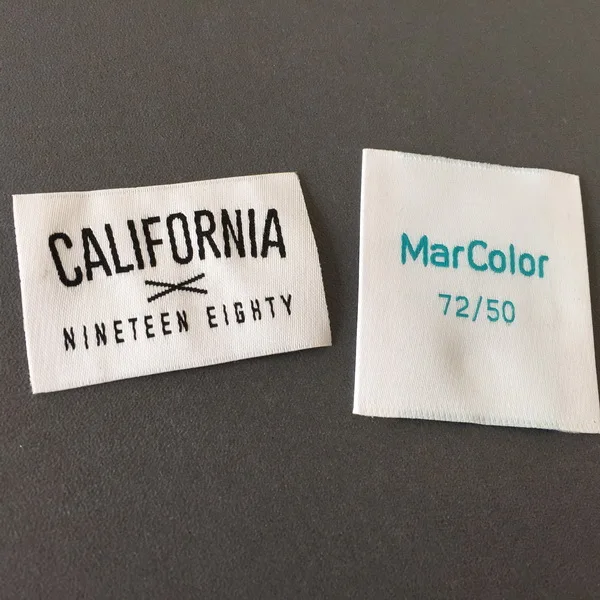 CALIFORNIA
NINETEEN EIGHTY
MarColor
72/50